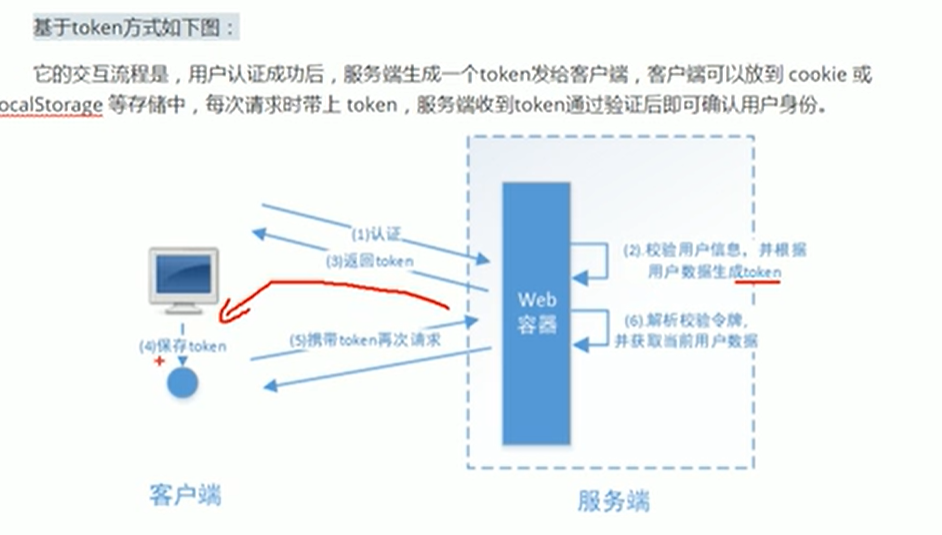 基于token方式如下图：
它的交互流程是，用户认证成功后，服务端生成一个token发给客户端，客户端可以放到 cookie 或
ocalStorage 等存储中，每次请求时带上 token，服务端收到token通过验证后即可确认用户身份。
(1)认证
(3)返回token
(2).校验用户信息，并根据
用户数据生成token
Web
容器
(6).解析校验令牌，
并获取当前用户数据
(5)携带token再次请求
(4)保存token
客户端
服务端